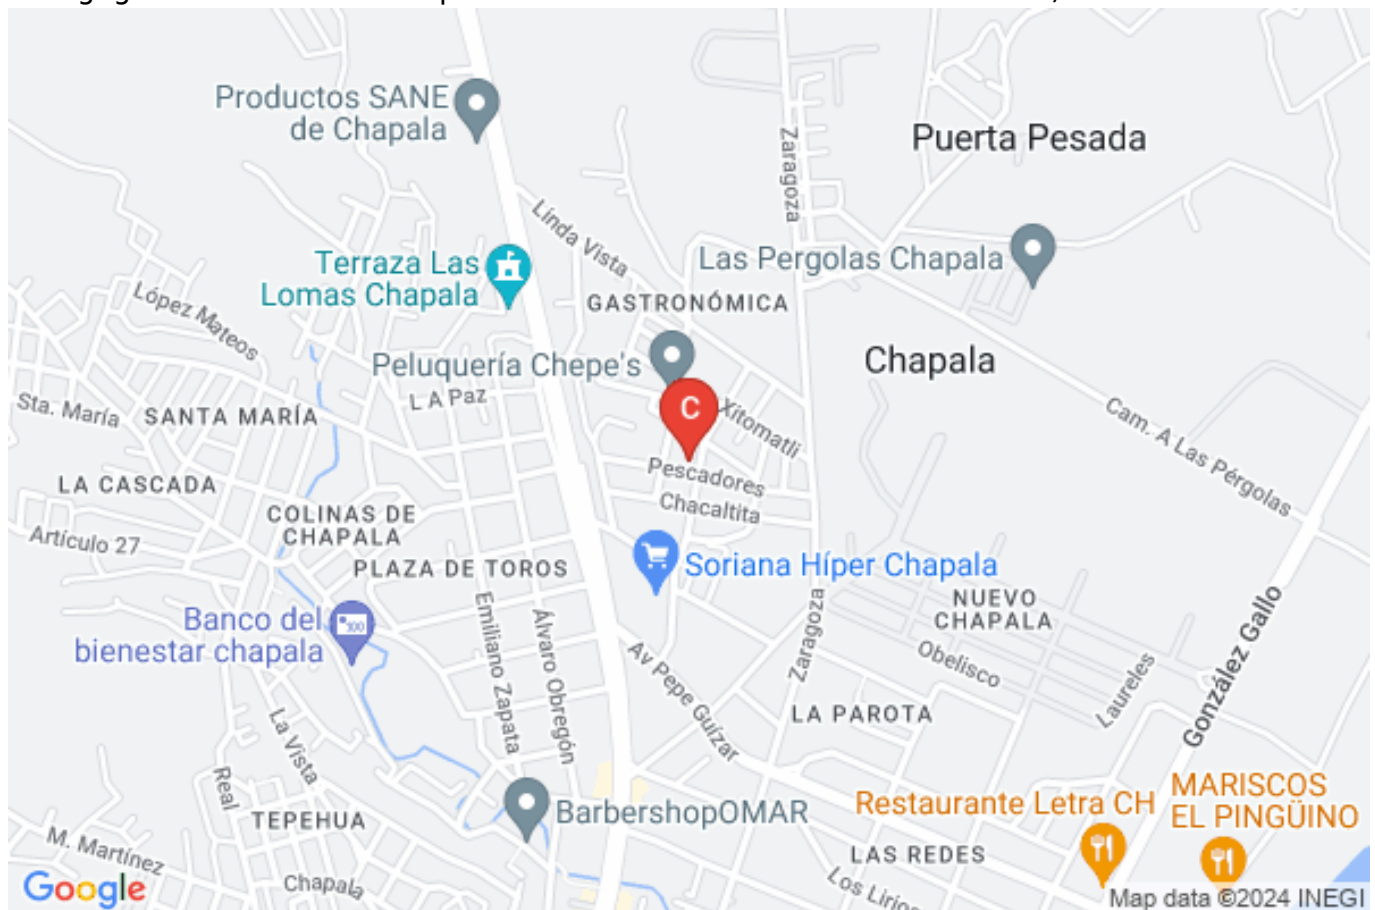 Productos SANE
de Chapala
Puerta Pesada
Zaragoza
Linda Vista
Las Pergolas Chapala
Terraza Las
Lomas Chapala
GASTRONÓMICA
López Mateos
Peluquería Chepe's
Chapala
L A Paz
C
Xitomatli
Sta. María
SANTA MARÍA
Cam. A Las Pérgolas
Pescadores
LA CASCADA
Chacaltita
COLINAS DE
CHAPALA
Artículo 27
PLAZA DE TOROS
Soriana Híper Chapala
NUEVO
CHAPALA
Banco del
bienestar chapala
Emiliano Zapata
Álvaro Obregón
Zaragoza
Obelisco
Laureles
González Gallo
Av Pepe Guízar
LA PAROTA
La Vista
Real
MARISCOS
EL PINGÜINO
Restaurante Letra CH
BarbershopOMAR
TEPEHUA
M. Martínez
LAS REDES
Chapala
Los Lirios
Google
Map data ©2024 INEGI